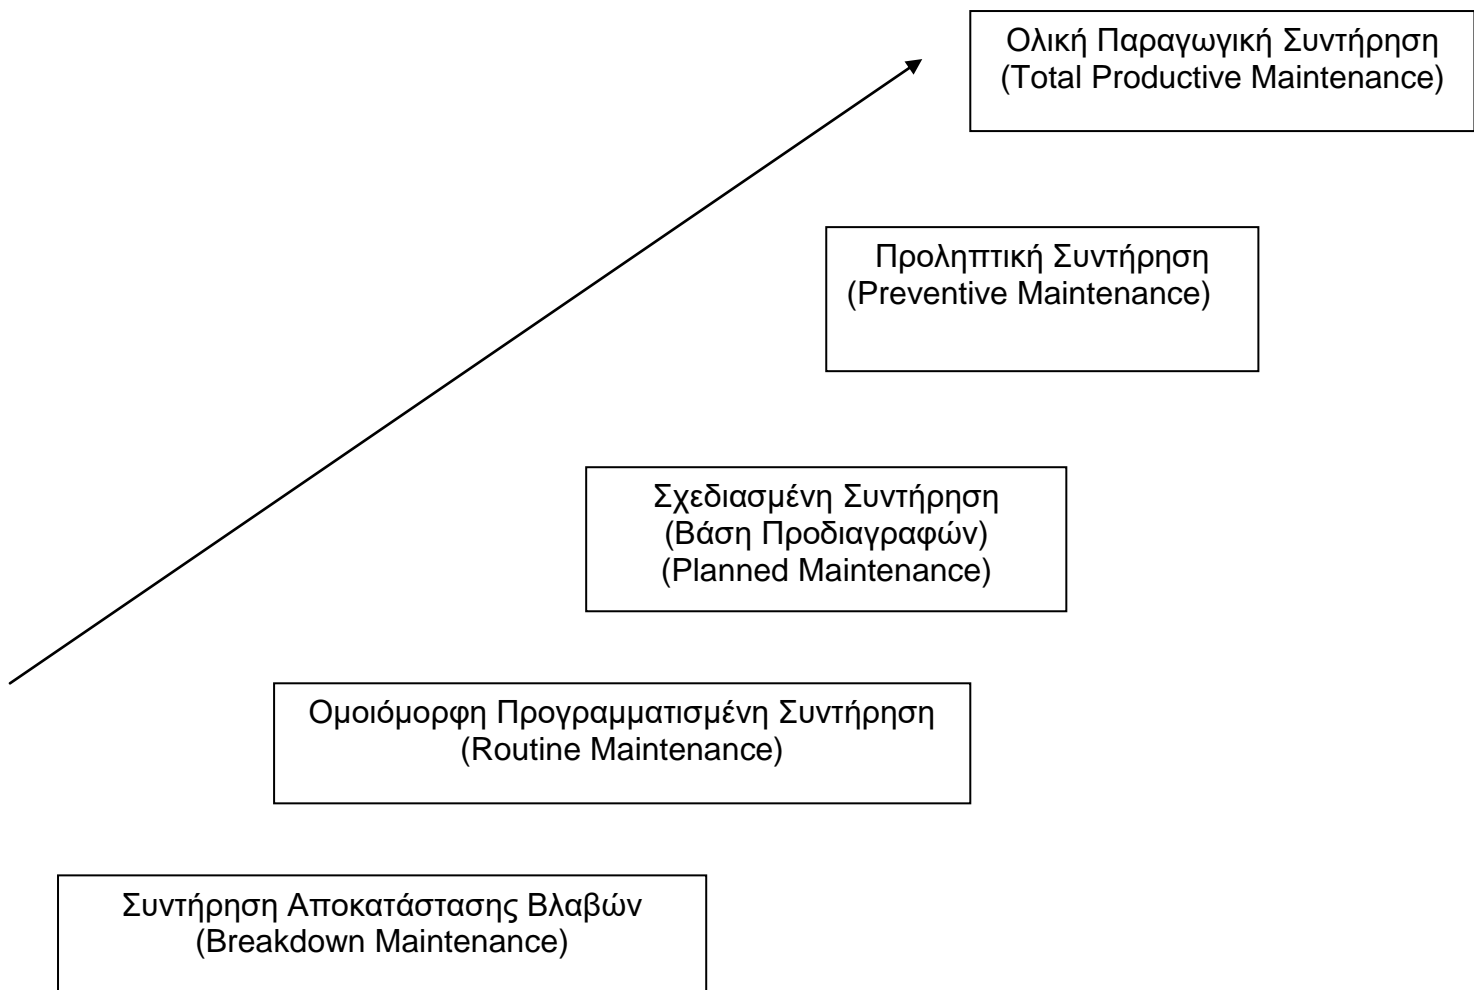 Ολική Παραγωγική Συντήρηση
(Total Productive Maintenance)
Προληπτική Συντήρηση
(Preventive Maintenance)
Σχεδιασμένη Συντήρηση
(Βάση Προδιαγραφών)
(Planned Maintenance)
Ομοιόμορφη Προγραμματισμένη Συντήρηση
(Routine Maintenance)
Συντήρηση Αποκατάστασης Βλαβών
(Breakdown Maintenance)